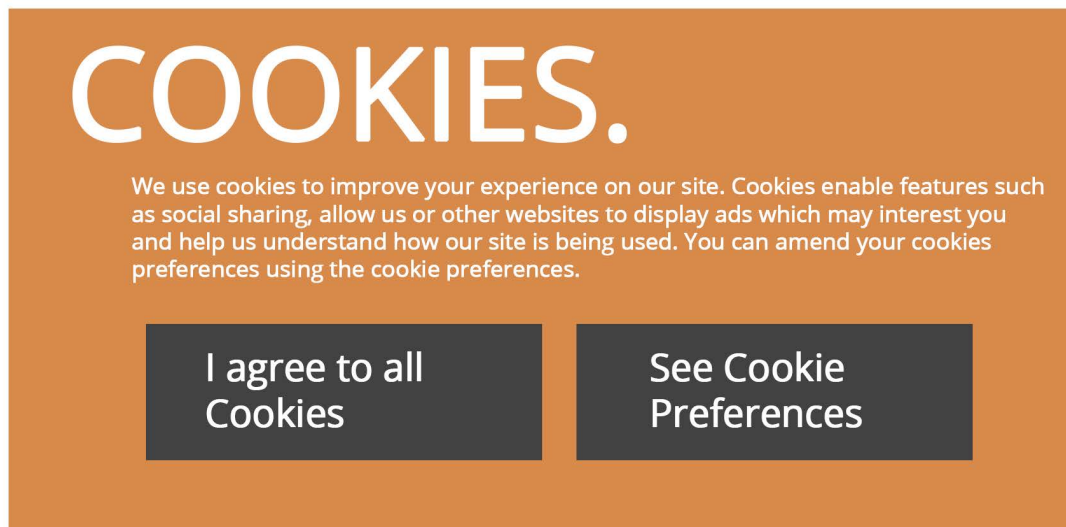 COOKIES.
We use cookies to improve your experience on our site. Cookies enable features such
as social sharing, allow us or other websites to display ads which may interest you
and help us understand how our site is being used. You can amend your cookies
preferences using the cookie preferences.
I agree to all
Cookies
See Cookie
Preferences